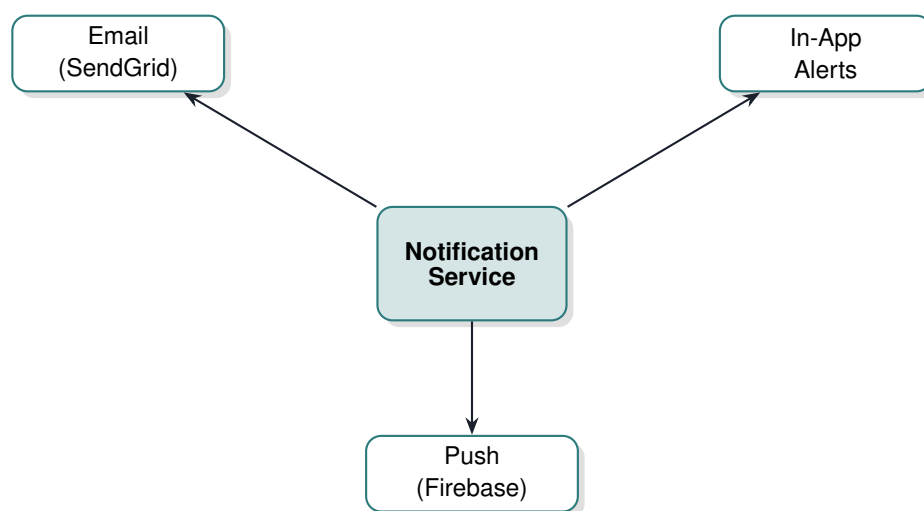 Email
(SendGrid)
In-App
Alerts
Notification
Service
Push
(Firebase)